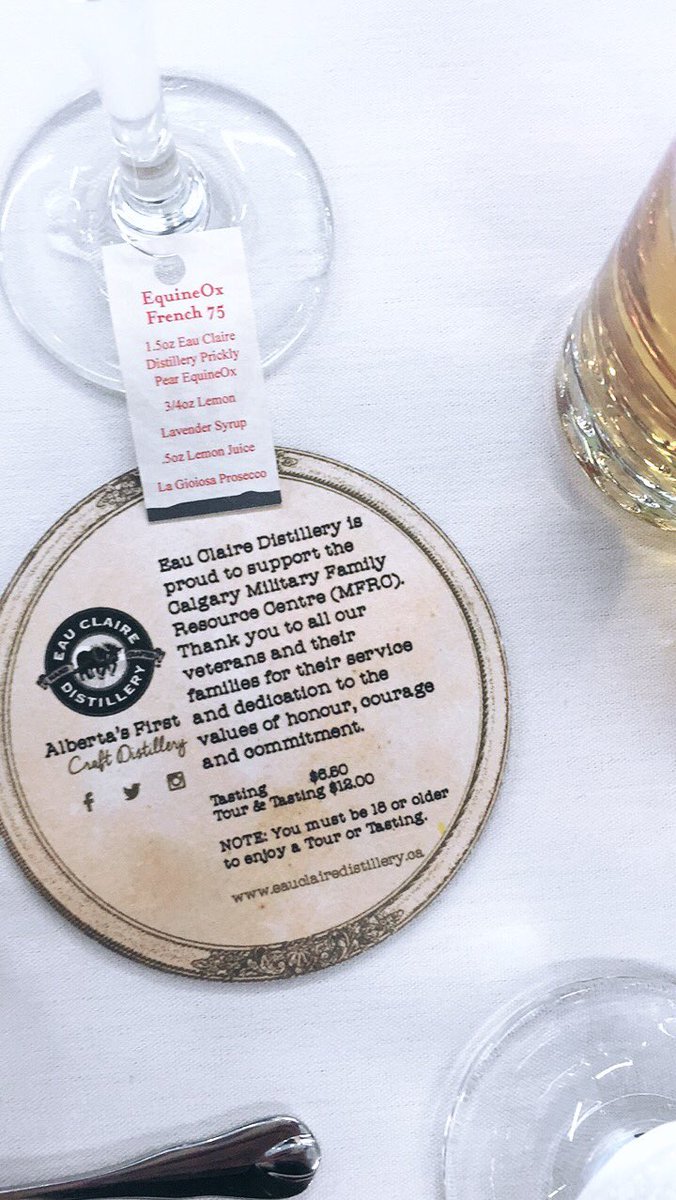 EquineOx
French 75
1.5oz Eau Claire
Distillery Prickly
Pear EquineOx
3/4oz Lemon
Lavender Syrup
.5oz Lemon Juice
La Gioiosa Prosecco
Eau Claire Distillery is
proud to support the
Calgary Military Family
Resource Centre (MFRC).
Thank you to all our
veterans and their
families for their service
and dedication to the
values of honour, courage
and commitment.
EAU CLAIRE
DISTILLERY
Alberta's First
Craft Distillery
Tasting $6.50
Tour & Tasting $12.00
NOTE: You must be 18 or older
to enjoy a Tour or Tasting.
www.eauclairedistillery.ca